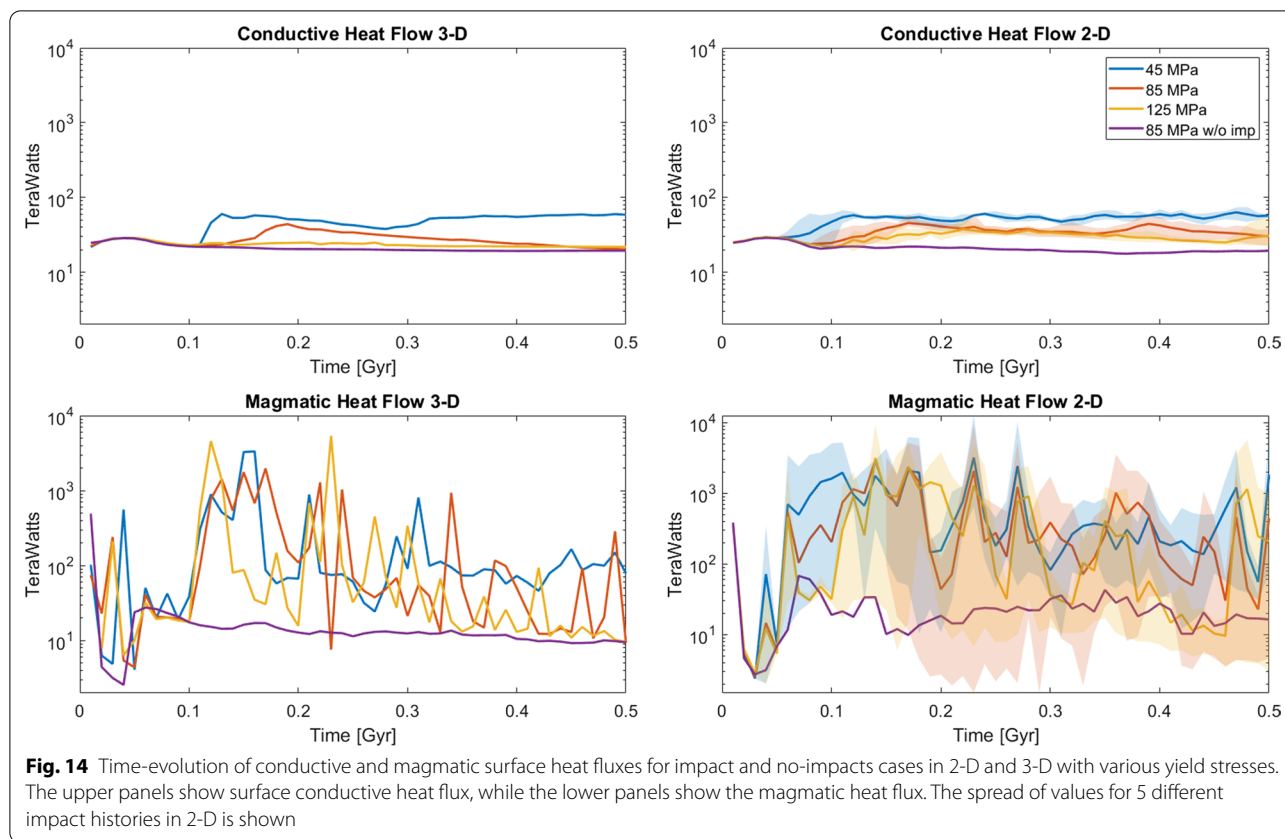 Conductive Heat Flow 3-D
10^4
10^3
10^2
10^1
TeraWatts
0 0.1 0.2 0.3 0.4 0.5
Time [Gyr]
Conductive Heat Flow 2-D
45 MPa
85 MPa
125 MPa
85 MPa w/o imp
10^4
10^3
10^2
10^1
TeraWatts
0 0.1 0.2 0.3 0.4 0.5
Time [Gyr]
Magmatic Heat Flow 3-D
10^4
10^3
10^2
10^1
TeraWatts
0 0.1 0.2 0.3 0.4 0.5
Time [Gyr]
Magmatic Heat Flow 2-D
10^4
10^3
10^2
10^1
TeraWatts
0 0.1 0.2 0.3 0.4 0.5
Time [Gyr]
Fig. 14 Time-evolution of conductive and magmatic surface heat fluxes for impact and no-impacts cases in 2-D and 3-D with various yield stresses.
The upper panels show surface conductive heat flux, while the lower panels show the magmatic heat flux. The spread of values for 5 different
impact histories in 2-D is shown